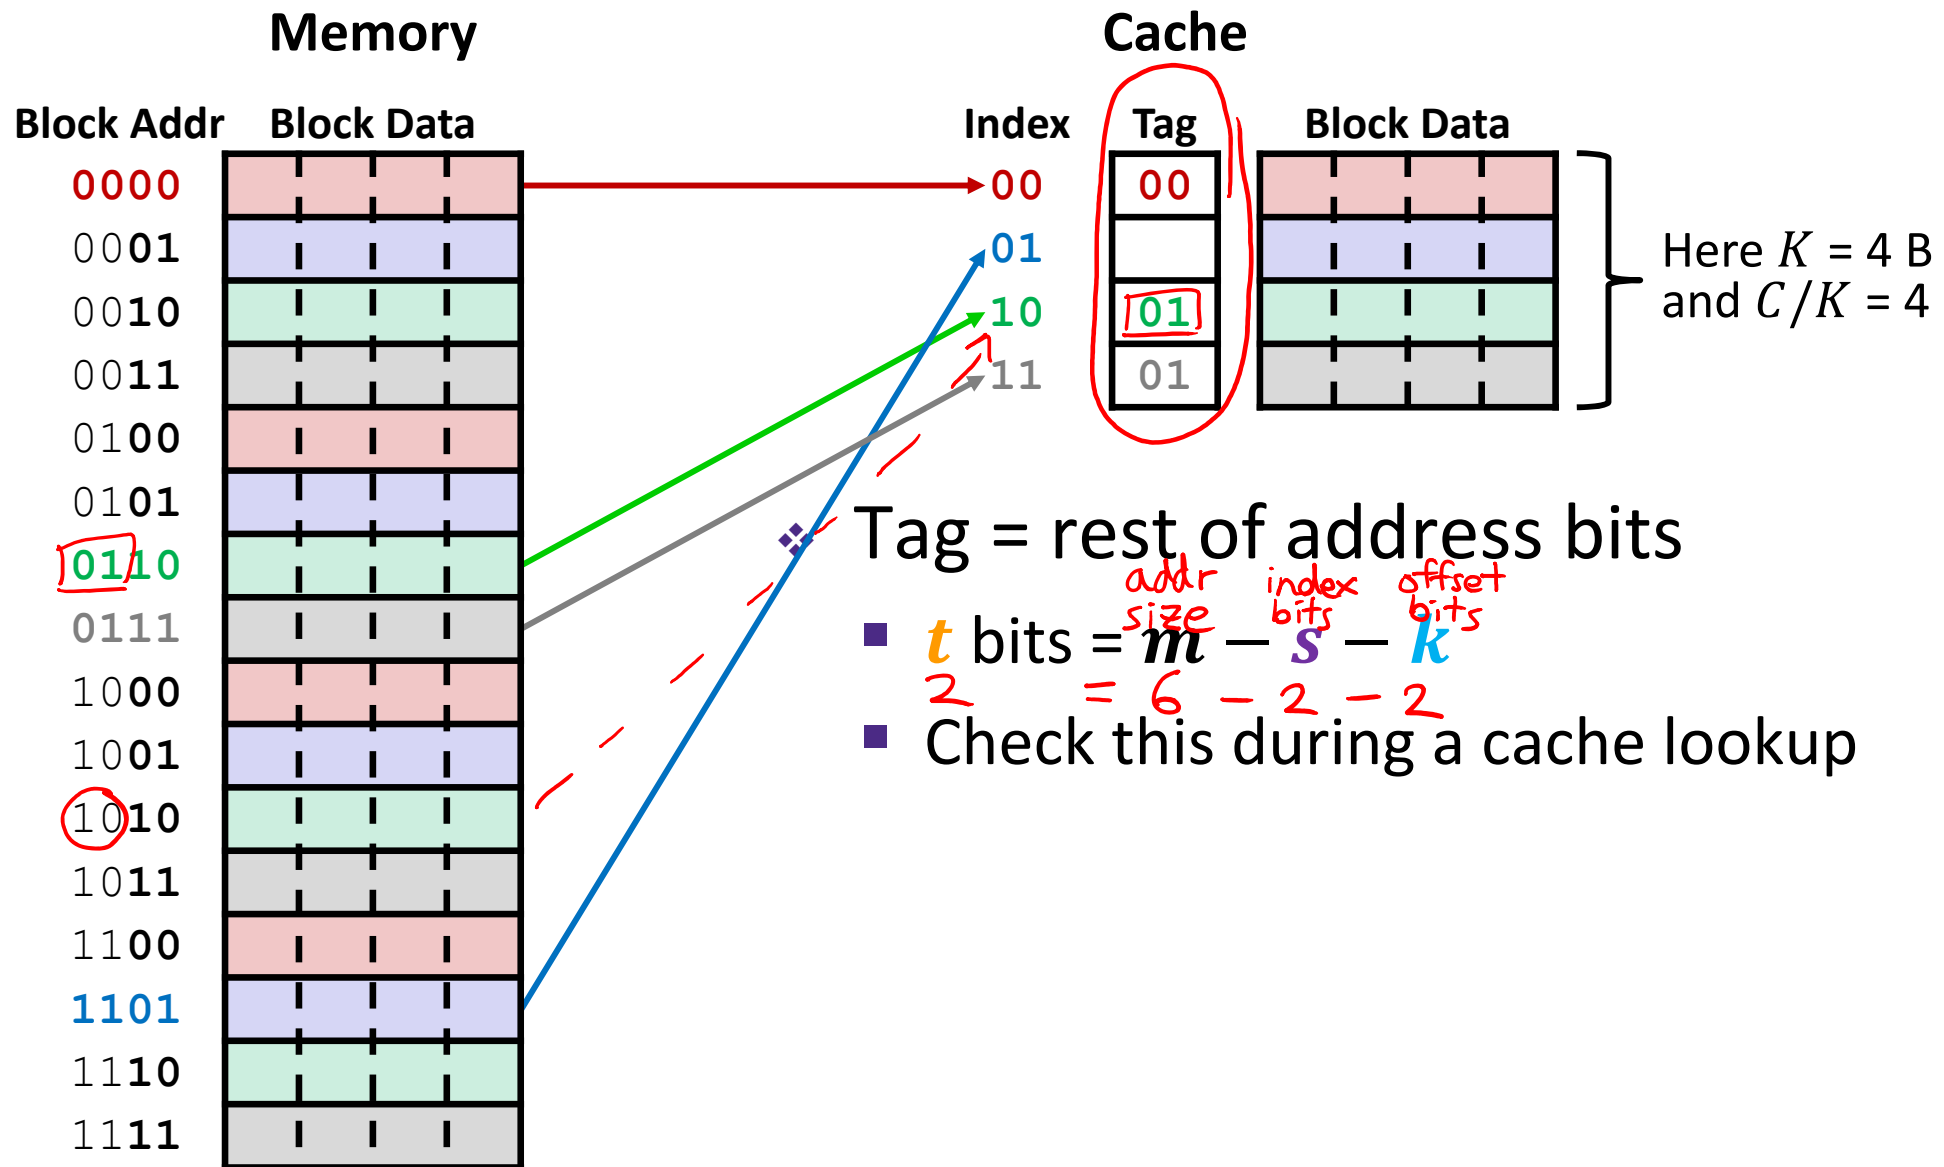 Memory
Cache
Block Addr Block Data
Index Tag Block Data
0000
0001
0010
0011
0100
0101
0110
0111
1000
1001
1010
1011
1100
1101
1110
1111
00 00
01
10 01
11 01
Here K = 4 B
and C/K = 4
Tag = rest of address bits
addr size index bits offset bits
t bits = m – s – k
2 = 6 - 2 - 2
Check this during a cache lookup